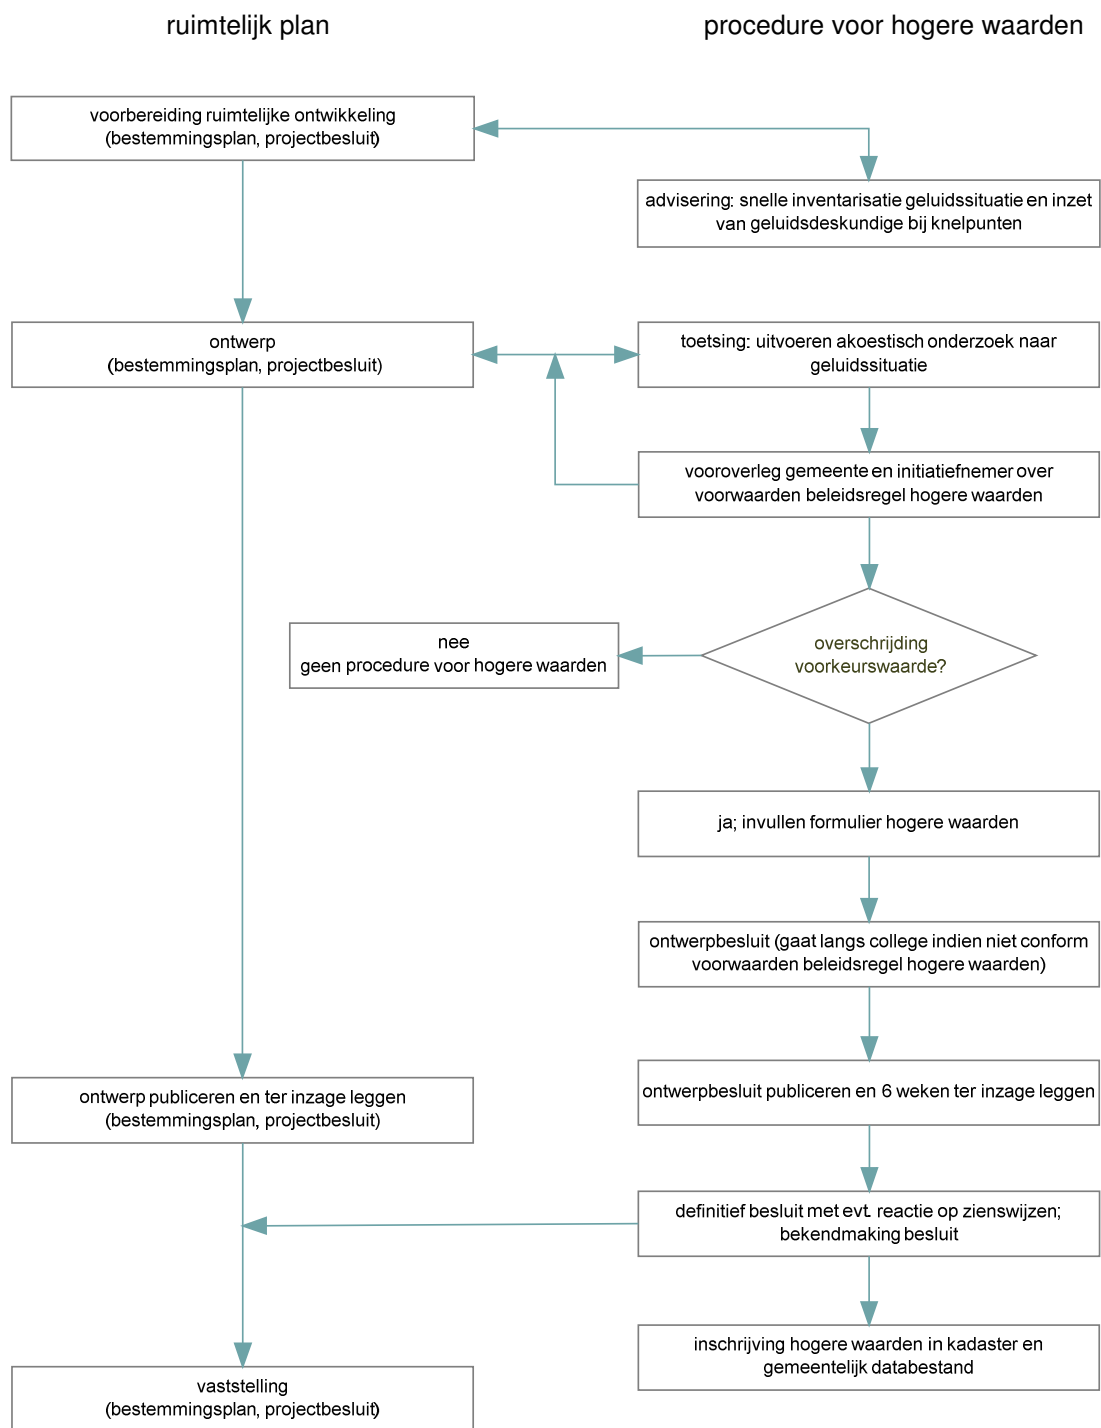 ruimtelijk plan
procedure voor hogere waarden
voorbereiding ruimtelijke ontwikkeling
(bestemmingsplan, projectbesluit)
advisering: snelle inventarisatie geluidssituatie en inzet
van geluidsdeskundige bij knelpunten
ontwerp
(bestemmingsplan, projectbesluit)
toetsing: uitvoeren akoestisch onderzoek naar
geluidssituatie
vooroverleg gemeente en initiatiefnemer over
voorwaarden beleidsregel hogere waarden
overschrijding
voorkeurswaarde?
nee
geen procedure voor hogere waarden
ja; invullen formulier hogere waarden
ontwerpbesluit (gaat langs college indien niet conform
voorwaarden beleidsregel hogere waarden)
ontwerp publiceren en ter inzage leggen
(bestemmingsplan, projectbesluit)
ontwerpbesluit publiceren en 6 weken ter inzage leggen
definitief besluit met evt. reactie op zienswijzen;
bekendmaking besluit
inschrijving hogere waarden in kadaster en
gemeentelijk databestand
vaststelling
(bestemmingsplan, projectbesluit)